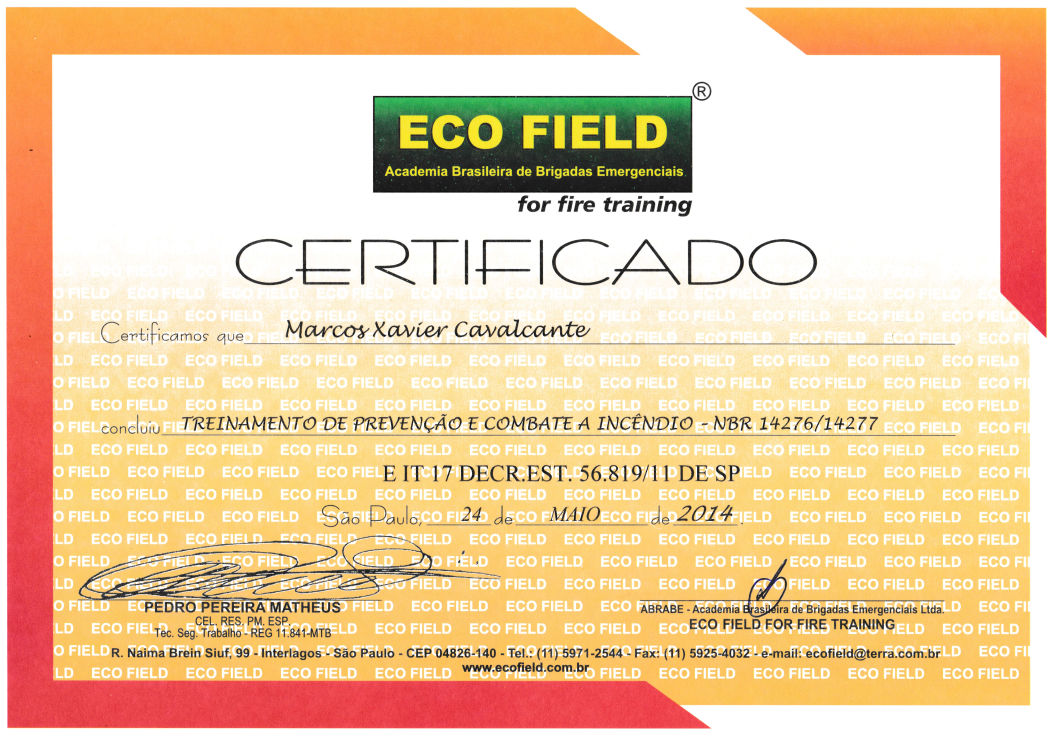 ®
ECO FIELD
Academia Brasileira de Brigadas Emergenciais
for fire training
CERTIFICADO
Certificamos que Marcos Xavier Cavalcante
concluiu TREINAMENTO DE PREVENÇÃO E COMBATE A INCÊNDIO - NBR 14276/14277
E IT 17 DECR.EST. 56.819/11 DE SP
São Paulo, 24 de MAIO de 2014.
PEDRO PEREIRA MATHEUS
CEL. RES. PM. ESP.
Tec. Seg. Trabalho - REG 11.841-MTB
ABRABE - Academia Brasileira de Brigadas Emergenciais Ltda.
ECO FIELD FOR FIRE TRAINING
R. Naima Brein Siuf, 99 - Interlagos - São Paulo - CEP 04826-140 - Tel.: (11) 5971-2544 - Fax: (11) 5925-4032 - e-mail: ecofield@terra.com.br
www.ecofield.com.br